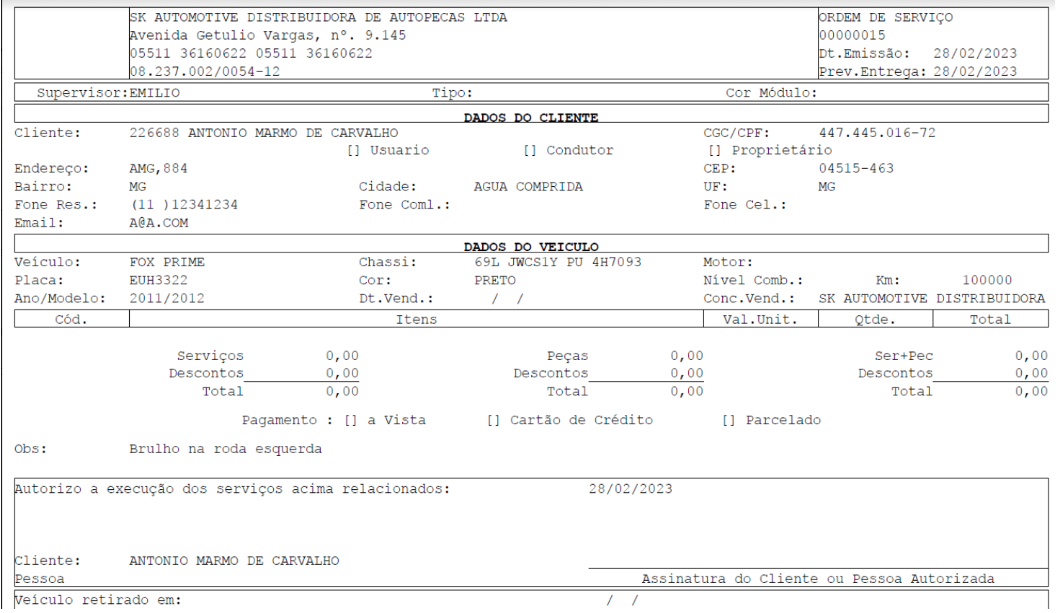 SK AUTOMOTIVE DISTRIBUIDORA DE AUTOPECAS LTDA ORDEM DE SERVIÇO
Avenida Getulio Vargas, nº. 9.145 00000015
05511 36160622 05511 36160622 Dt.Emissão: 28/02/2023
08.237.002/0054-12 Prev.Entrega: 28/02/2023
Supervisor:EMILIO Tipo: Cor Módulo:
DADOS DO CLIENTE
Cliente: 226688 ANTONIO MARMO DE CARVALHO CGC/CPF: 447.445.016-72
[] Usuario [] Condutor [] Proprietário
Endereço: AMG,884 CEP: 04515-463
Bairro: MG Cidade: AGUA COMPRIDA UF: MG
Fone Res.: (11 )12341234 Fone Coml.: Fone Cel.:
Email: A@A.COM
DADOS DO VEICULO
Veículo: FOX PRIME Chassi: 69L JWCS1Y PU 4H7093 Motor:
Placa: EUH3322 Cor: PRETO Nível Comb.: Km: 100000
Ano/Modelo: 2011/2012 Dt.Vend.: / / Conc.Vend.: SK AUTOMOTIVE DISTRIBUIDORA
Cód. Itens Val.Unit. Qtde. Total
Serviços 0,00 Peças 0,00 Ser+Pec 0,00
Descontos 0,00 Descontos 0,00 Descontos 0,00
Total 0,00 Total 0,00 Total 0,00
Pagamento : [] a Vista [] Cartão de Crédito [] Parcelado
Obs: Brulho na roda esquerda
Autorizo a execução dos serviços acima relacionados: 28/02/2023
Cliente: ANTONIO MARMO DE CARVALHO
Pessoa Assinatura do Cliente ou Pessoa Autorizada
Veículo retirado em: / /